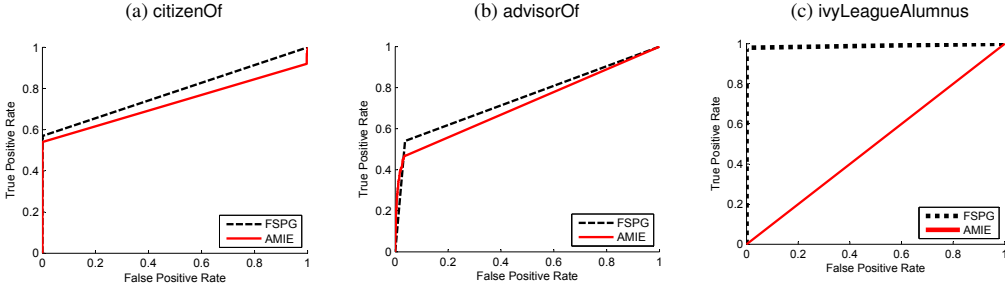 (a) citizenOf
1
0.8
0.6
0.4
0.2
0
0
0.2
0.4
0.6
0.8
1
True Positive Rate
False Positive Rate
FSPG
AMIE
(b) advisorOf
1
0.8
0.6
0.4
0.2
0
0
0.2
0.4
0.6
0.8
1
True Positive Rate
False Positive Rate
FSPG
AMIE
(c) ivyLeagueAlumnus
1
0.8
0.6
0.4
0.2
0
0
0.2
0.4
0.6
0.8
1
True Positive Rate
False Positive Rate
FSPG
AMIE